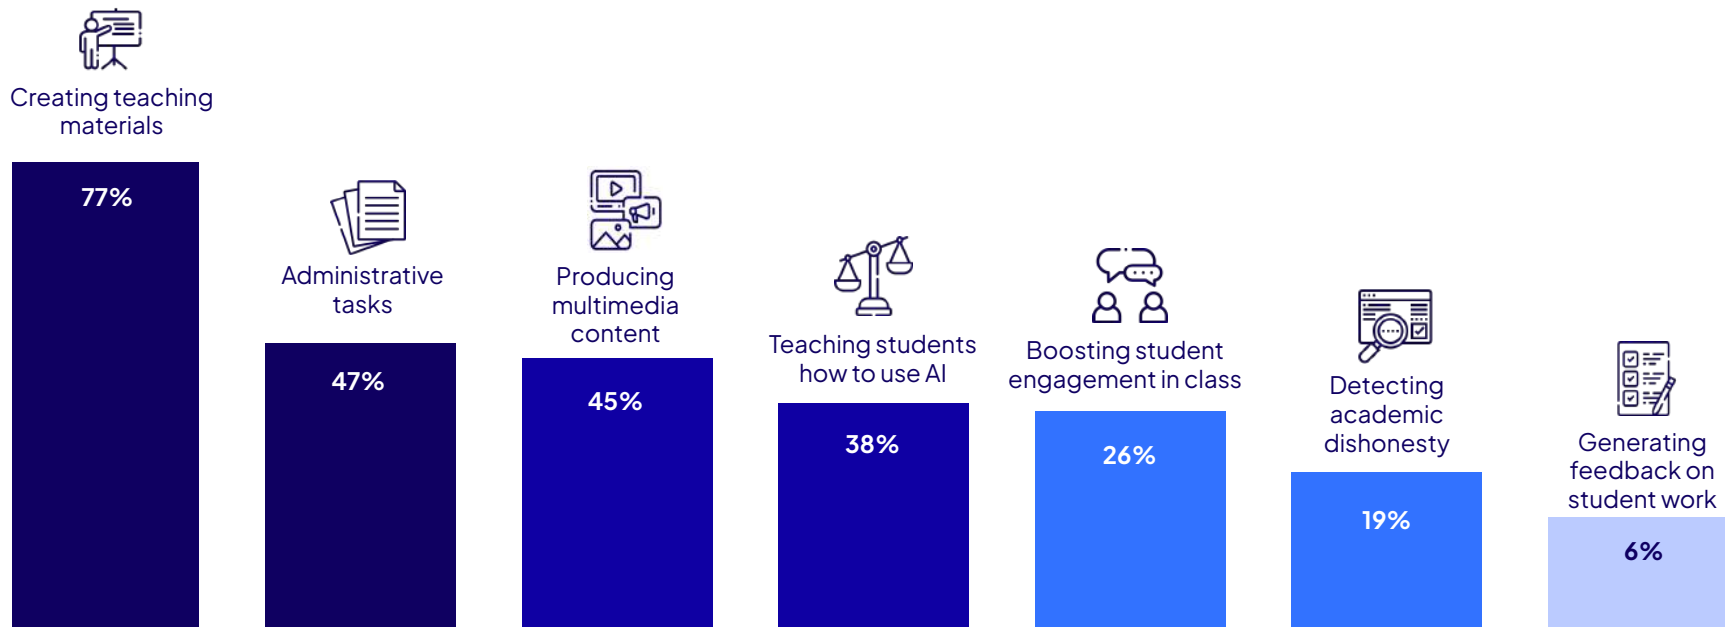 Creating teaching
materials
77%
Administrative
tasks
47%
Producing
multimedia
content
45%
Teaching students
how to use AI
38%
Boosting student
engagement in class
26%
Detecting
academic
dishonesty
19%
Generating
feedback on
student work
6%